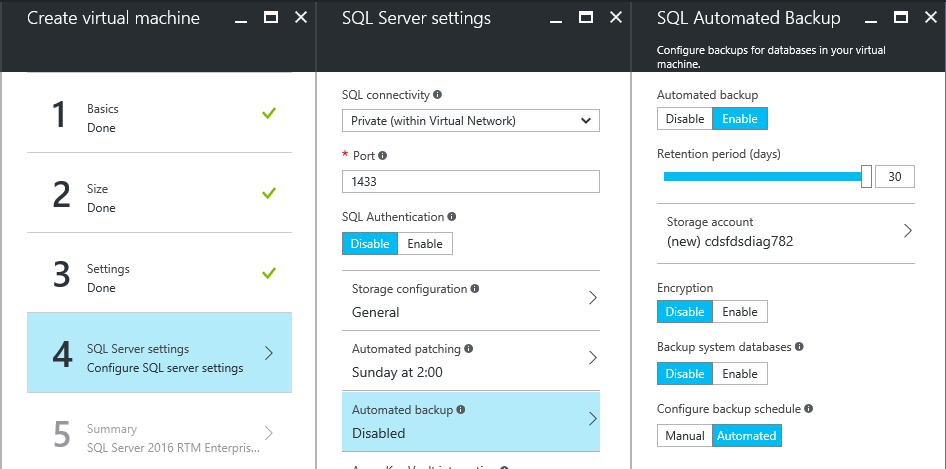 Create virtual machine
1
Basics
Done
2
Size
Done
3
Settings
Done
4
SQL Server settings
Configure SQL server settings
5
Summary
SQL Server 2016 RTM Enterpris...
SQL Server settings
SQL connectivity
Private (within Virtual Network)
* Port
1433
SQL Authentication
Disable Enable
Storage configuration
General
Automated patching
Sunday at 2:00
Automated backup
Disabled
SQL Automated Backup
Configure backups for databases in your virtual
machine.
Automated backup
Disable Enable
Retention period (days)
30
Storage account
(new) cdsfdsdiag782
Encryption
Disable Enable
Backup system databases
Disable Enable
Configure backup schedule
Manual Automated